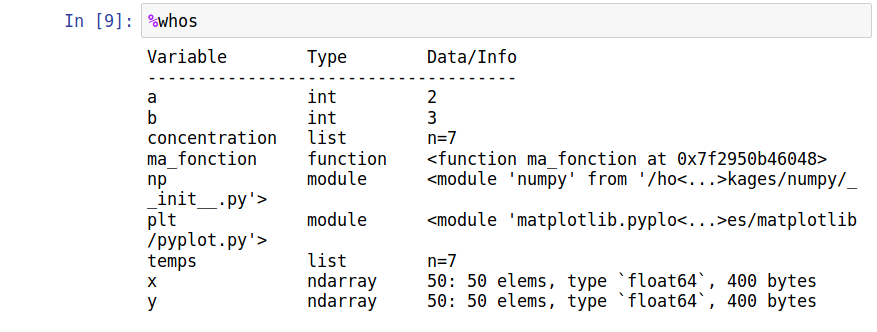 In [9]: %whos
Variable Type Data/Info
-------------------------------------
a int 2
b int 3
concentration list n=7
ma_fonction function <function ma_fonction at 0x7f2950b46048>
np module <module 'numpy' from '/ho<...>kages/numpy/_
_init__.py'>
plt module <module 'matplotlib.pyplo<...>es/matplotlib
/pyplot.py'>
temps list n=7
x ndarray 50: 50 elems, type `float64`, 400 bytes
y ndarray 50: 50 elems, type `float64`, 400 bytes